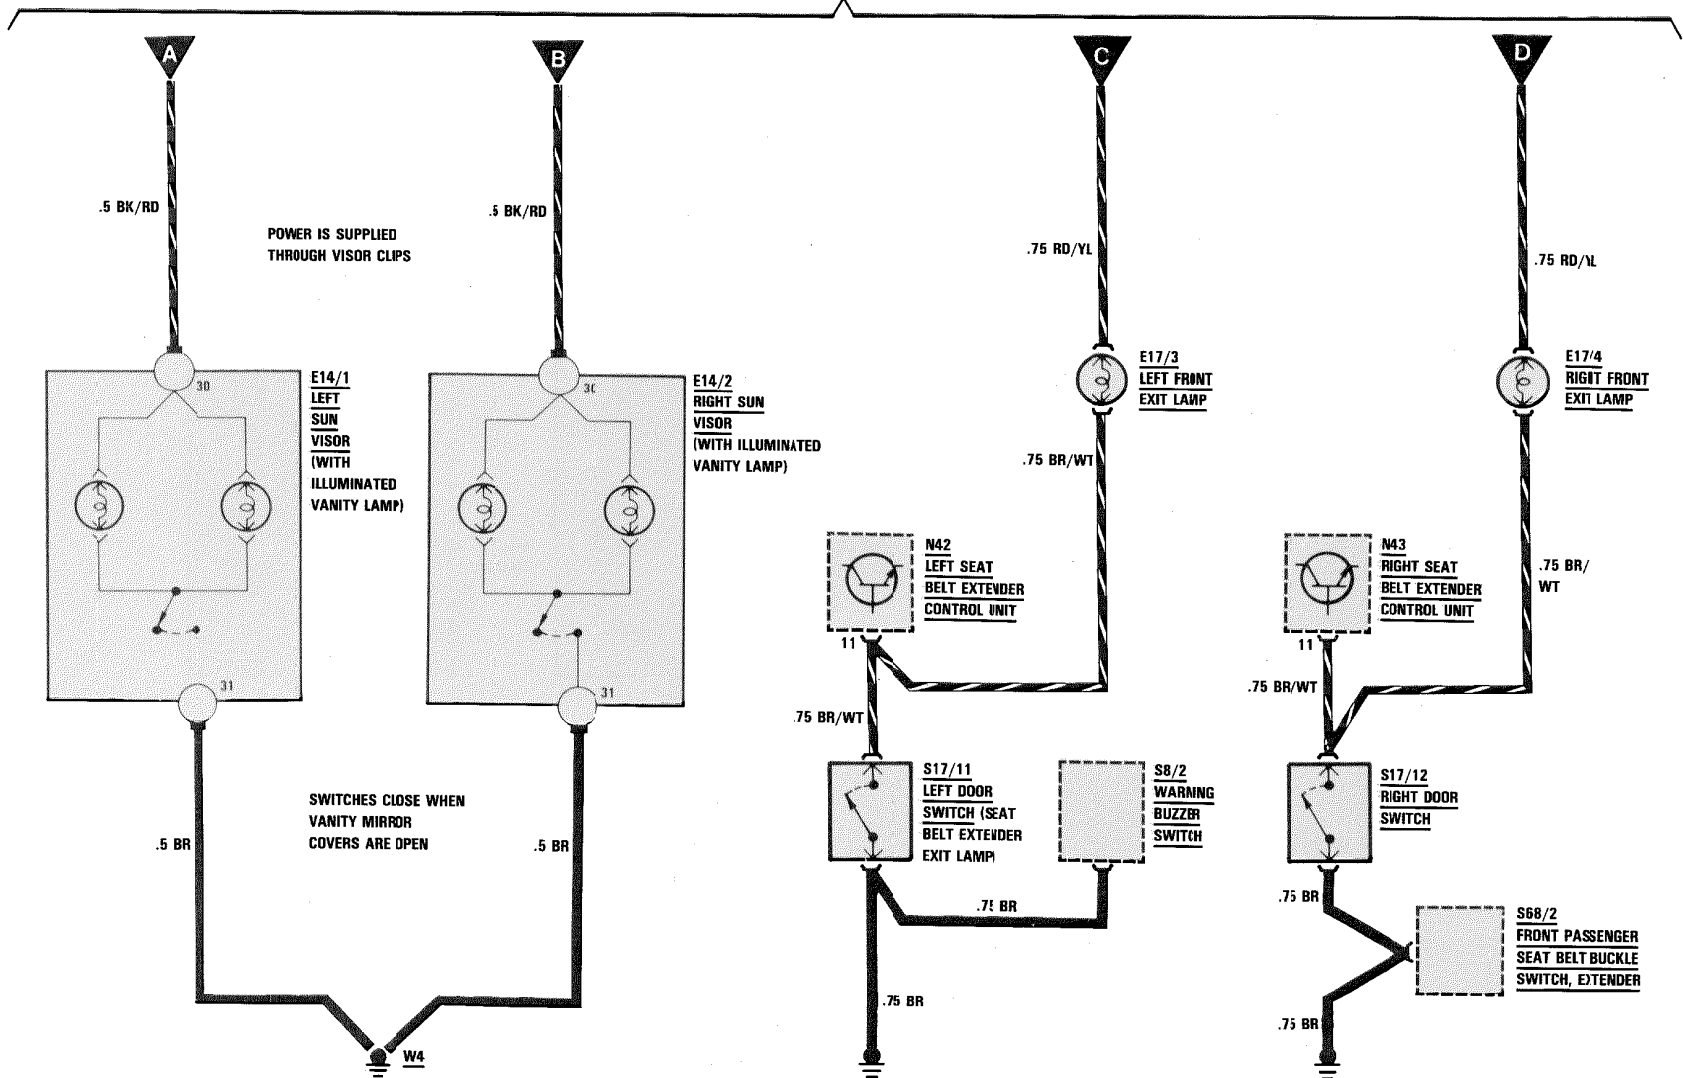 A
B
C
D
.5 BK/RD
.5 BK/RD
POWER IS SUPPLIED
THROUGH VISOR CLIPS
.75 RD/YL
.75 RD/YL
30
30
E14/1
LEFT
SUN
VISOR
(WITH
ILLUMINATED
VANITY LAMP)
E14/2
RIGHT SUN
VISOR
(WITH ILLUMINATED
VANITY LAMP)
E17/3
LEFT FRONT
EXIT LAMP
E17/4
RIGHT FRONT
EXIT LAMP
.75 BR/WT
.75 BR/
WT
N42
LEFT SEAT
BELT EXTENDER
CONTROL UNIT
N43
RIGHT SEAT
BELT EXTENDER
CONTROL UNIT
11
11
31
31
.75 BR/WT
.75 BR/WT
S17/11
LEFT DOOR
SWITCH (SEAT
BELT EXTENDER
EXIT LAMP)
S8/2
WARNING
BUZZER
SWITCH
S17/12
RIGHT DOOR
SWITCH
SWITCHES CLOSE WHEN
VANITY MIRROR
COVERS ARE OPEN
.5 BR
.5 BR
.75 BR
.75 BR
S68/2
FRONT PASSENGER
SEAT BELT BUCKLE
SWITCH, EXTENDER
.75 BR
.75 BR
W4